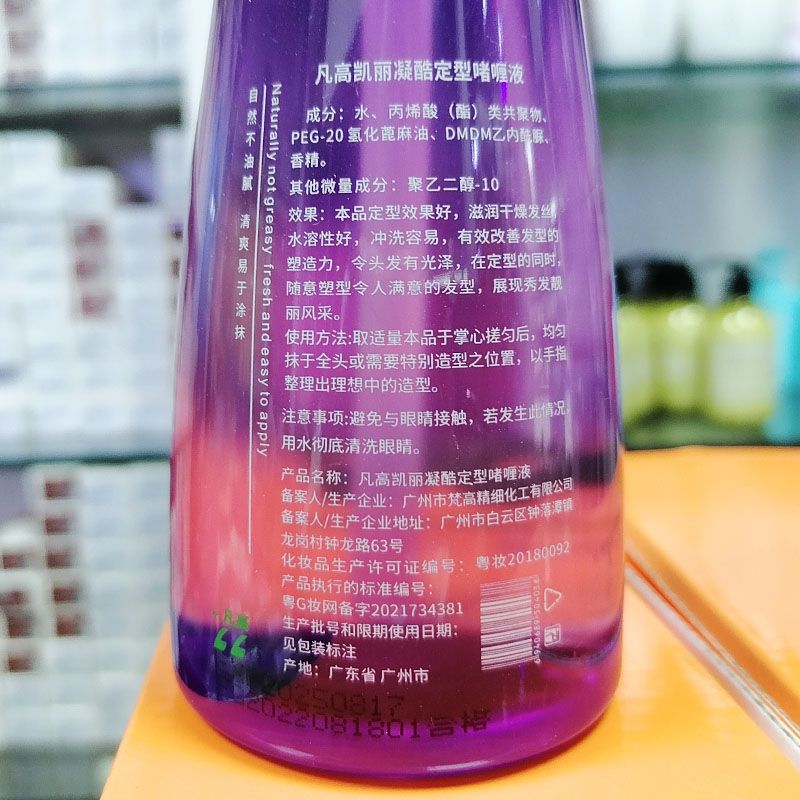 凡高凯丽凝酷定型啫喱液
成分：水、丙烯酸（酯）类共聚物、
PEG-20 氢化蓖麻油、DMDM乙内酰脲、
香精。
其他微量成分：聚乙二醇-10
效果：本品定型效果好，滋润干燥发丝
水溶性好，冲洗容易，有效改善发型的
塑造力，令头发有光泽，在定型的同时，
随意塑型令人满意的发型，展现秀发靓
丽风采。
使用方法:取适量本品于掌心搓匀后，均匀
抹于全头或需要特别造型之位置，以手指
整理出理想中的造型。
注意事项:避免与眼睛接触，若发生此情况，
用水彻底清洗眼睛。
产品名称：凡高凯丽凝酷定型啫喱液
备案人/生产企业：广州市梵高精细化工有限公司
备案人/生产企业地址：广州市白云区钟落潭镇
龙岗村钟龙路63号
化妆品生产许可证编号：粤妆20180092
产品执行的标准编号：
粤G妆网备字2021734381
生产批号和限期使用日期：
见包装标注
产地：广东省 广州市
自然不油腻 清爽易于涂抹
Naturally not greasy fresh and easy to apply
20250817
2022081801合格